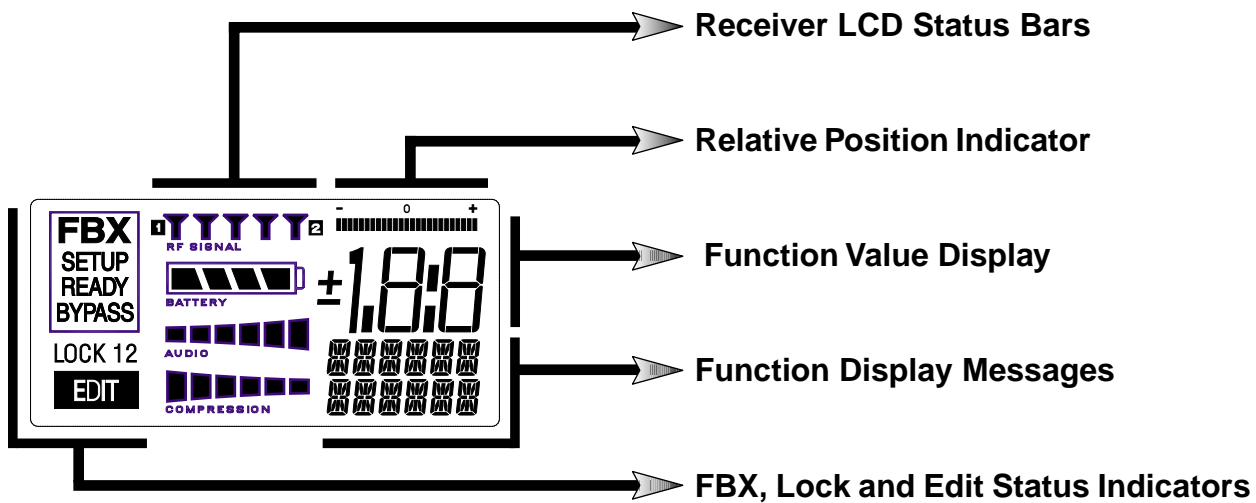 Receiver LCD Status Bars
Relative Position Indicator
- 0 +
FBX
SETUP
READY
BYPASS
LOCK 12
EDIT
1 2
RF SIGNAL
BATTERY
AUDIO
COMPRESSION
±1.8:8
Function Value Display
Function Display Messages
FBX, Lock and Edit Status Indicators